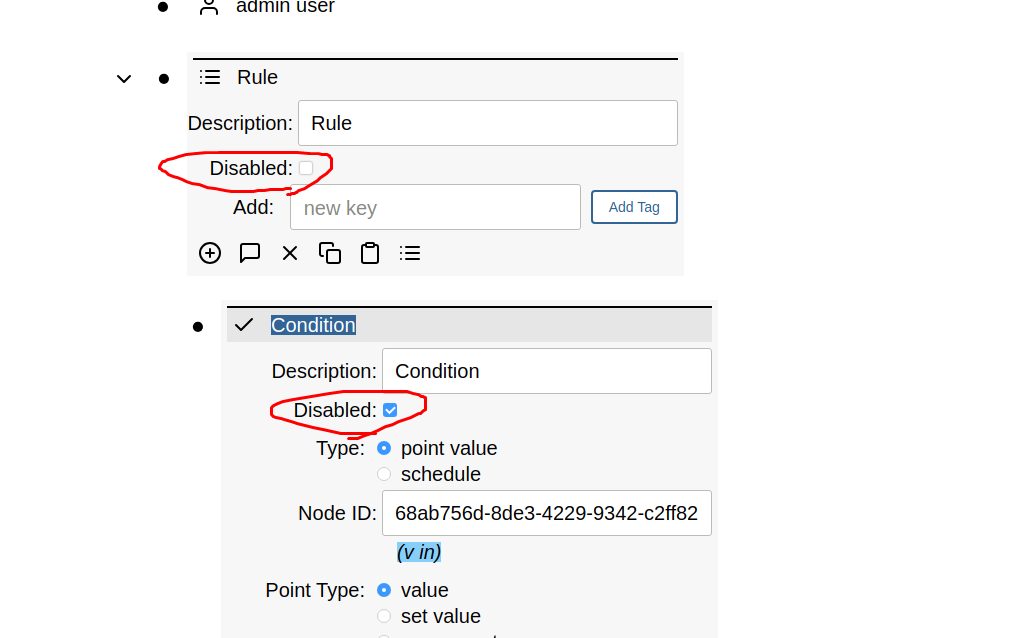 admin user
Rule
Description: Rule
Disabled:
Add: new key Add Tag
Condition
Description: Condition
Disabled:
Type: point value
schedule
Node ID: 68ab756d-8de3-4229-9342-c2ff82
(v in)
Point Type: value
set value